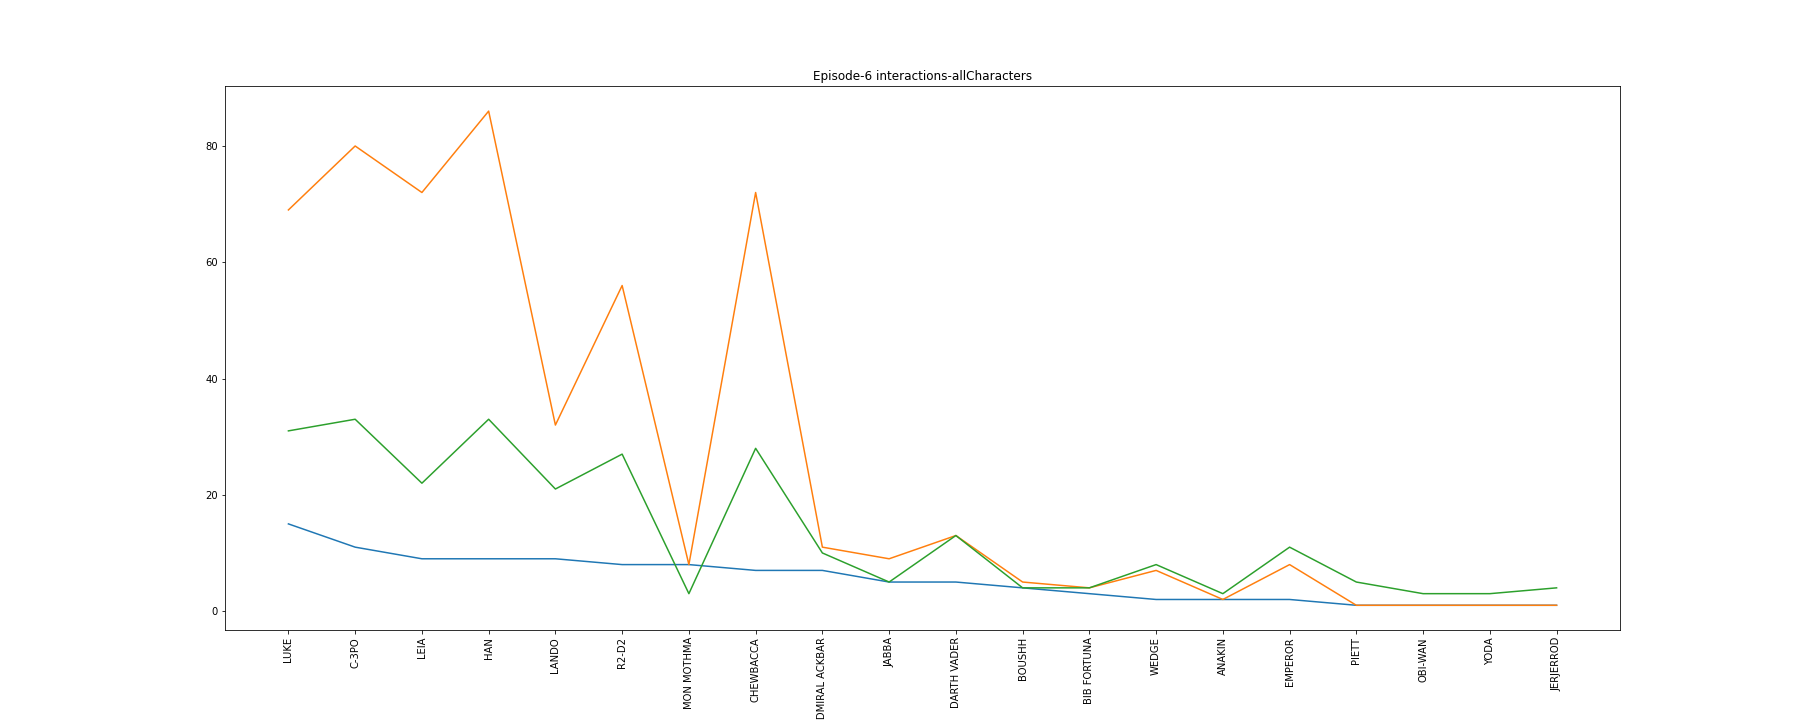 Episode-6 interactions-allCharacters
80
60
40
20
0
LUKE
C-3PO
LEIA
HAN
LANDO
R2-D2
MON MOTHMA
CHEWBACCA
DMIRAL ACKBAR
JABBA
DARTH VADER
BOUSHH
BIB FORTUNA
WEDGE
ANAKIN
EMPEROR
PIETT
OBI-WAN
YODA
JERJERROD